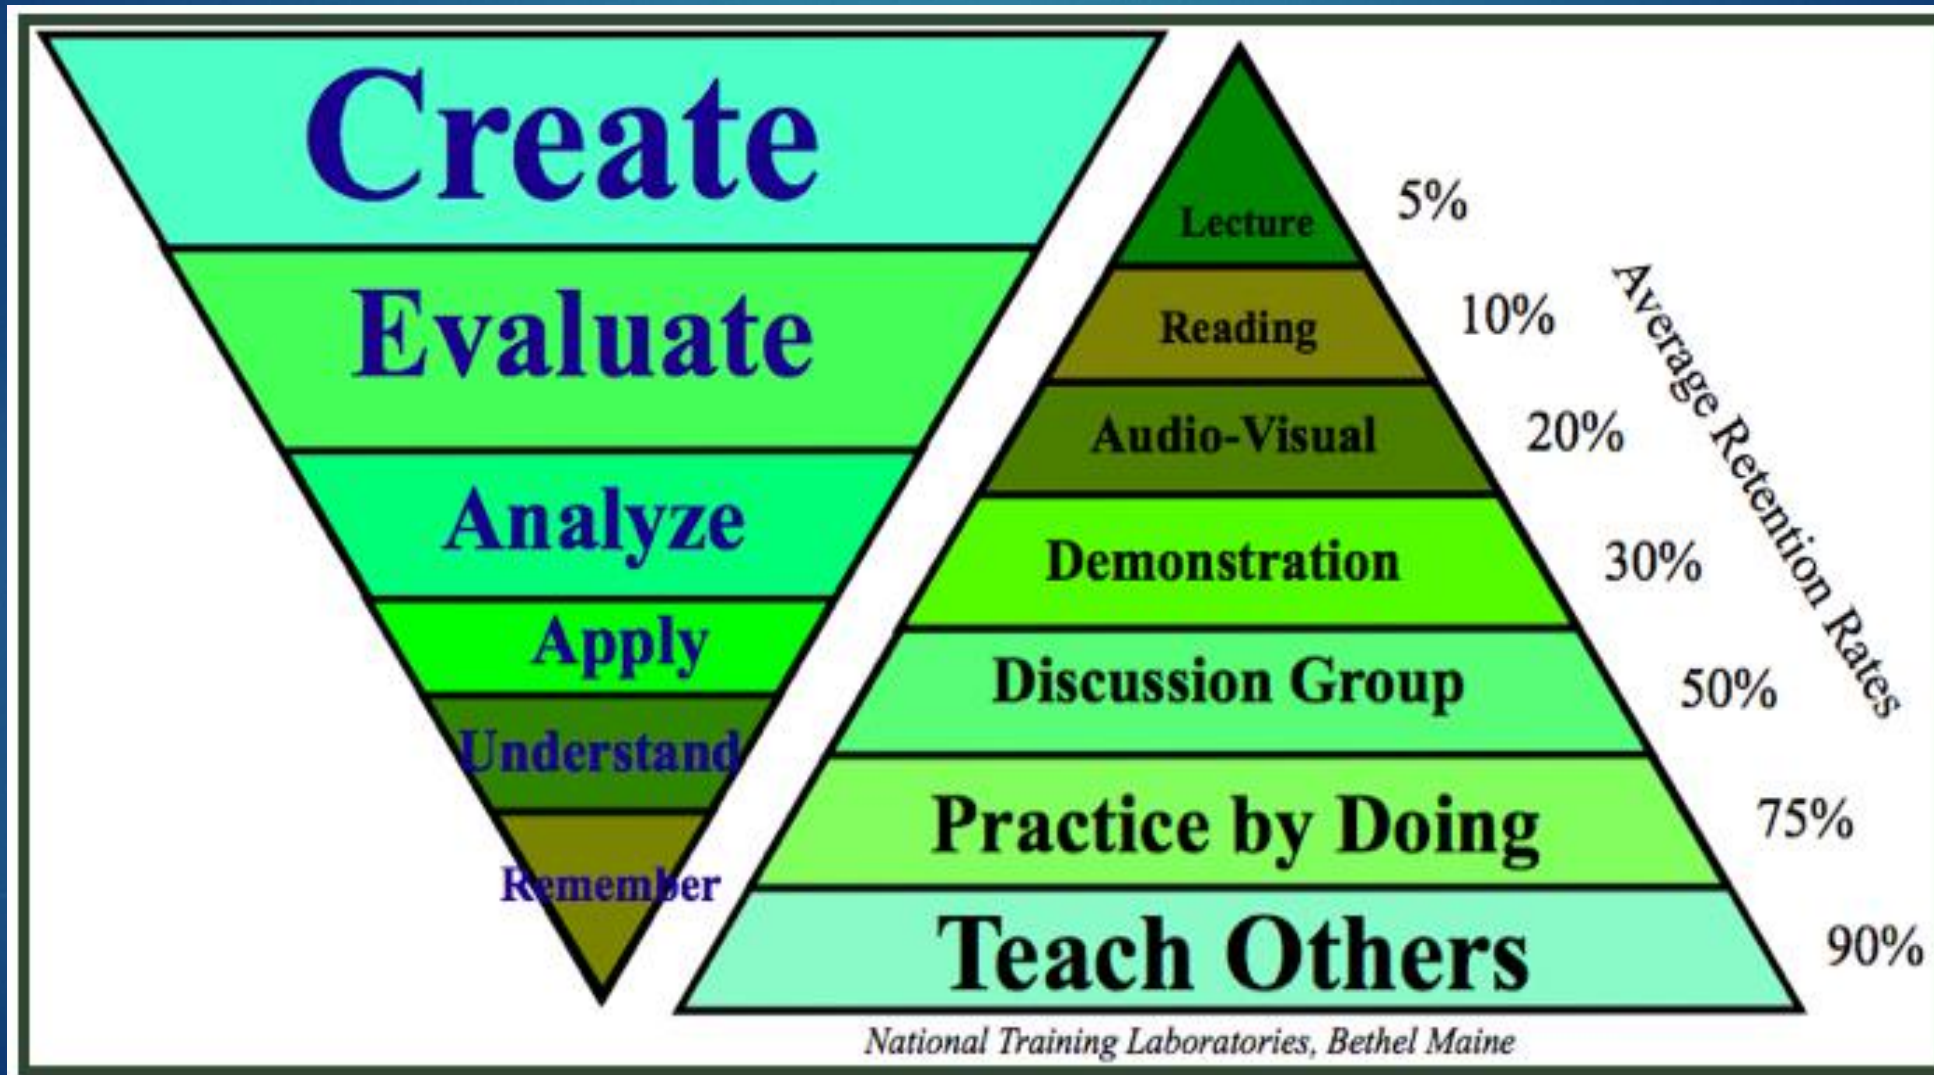 Create
Evaluate
Analyze
Apply
Understand
Remember
Lecture
5%
Reading
10%
Audio-Visual
20%
Demonstration
30%
Discussion Group
50%
Practice by Doing
75%
Teach Others
90%
Average Retention Rates
National Training Laboratories, Bethel Maine